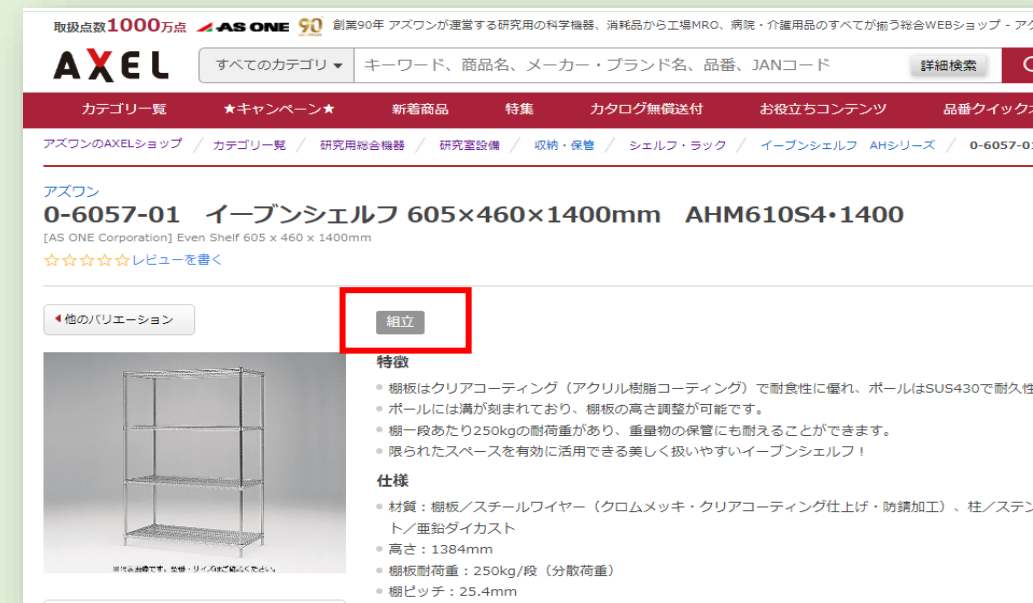 取扱点数1000万点 AS ONE 90 創業90年 アズワンが運営する研究用の科学機器、消耗品から工場MRO、病院・介護用品のすべてが揃う総合WEBショップ - ア
AXEL すべてのカテゴリ ▼ キーワード、商品名、メーカー・ブランド名、品番、JANコード 詳細検索
カテゴリ一覧 ★キャンペーン★ 新着商品 特集 カタログ無償送付 お役立ちコンテンツ 品番クイック
アズワンのAXELショップ / カテゴリ一覧 / 研究用総合機器 / 研究室設備 / 収納・保管 / シェルフ・ラック / イーブンシェルフ AHシリーズ / 0-6057-01
アズワン
0-6057-01 イーブンシェルフ 605×460×1400mm AHM610S4・1400
[AS ONE Corporation] Even Shelf 605 x 460 x 1400mm
☆☆☆☆☆レビューを書く
他のバリエーション
組立
特徴
棚板はクリアコーティング（アクリル樹脂コーティング）で耐食性に優れ、ポールはSUS430で耐久性
ポールには溝が刻まれており、棚板の高さ調整が可能です。
棚一段あたり250kgの耐荷重があり、重量物の保管にも耐えることができます。
限られたスペースを有効に活用できる美しく扱いやすいイーブンシェルフ！
仕様
材質：棚板／スチールワイヤー（クロムメッキ・クリアコーティング仕上げ・防錆加工）、柱／ステン
ト／亜鉛ダイカスト
高さ：1384mm
棚板耐荷重：250kg/段（分散荷重）
棚ピッチ：25.4mm
※代表画像です。型番・サイズはご確認ください。